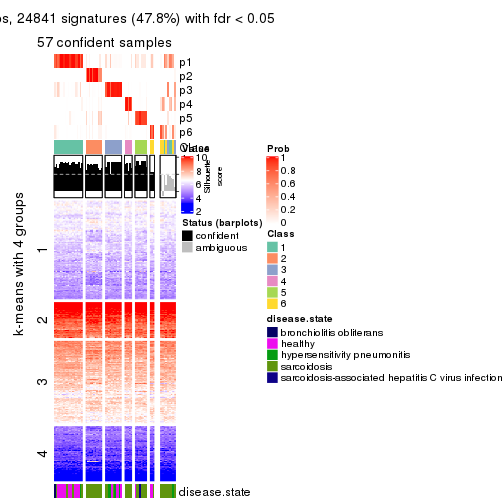 os, 24841 signatures (47.8%) with fdr < 0.05
57 confident samples
p1
p2
p3
p4
p5
p6
Class
k-means with 4 groups
1
2
3
4
Silhouette
score
Value
10
8
6
4
2
Status (barplots)
confident
ambiguous
Prob
1
0.8
0.6
0.4
0.2
0
Class
1
2
3
4
5
6
disease.state
bronchiolitis obliterans
healthy
hypersensitivity pneumonitis
sarcoidosis
sarcoidosis-associated hepatitis C virus infection
disease.state